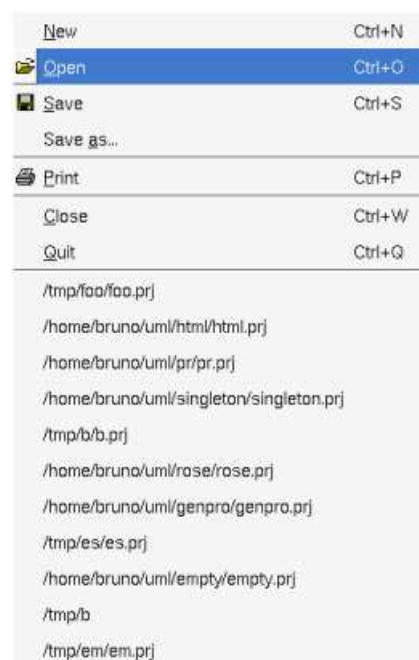 New Ctrl+N
Open Ctrl+O
Save Ctrl+S
Save as...
Print Ctrl+P
Close Ctrl+W
Quit Ctrl+Q
/tmp/foo/foo.prj
/home/bruno/uml/html/html.prj
/home/bruno/uml/pr/pr.prj
/home/bruno/uml/singleton/singleton.prj
/tmp/b/b.prj
/home/bruno/uml/rose/rose.prj
/home/bruno/uml/genpro/genpro.prj
/tmp/es/es.prj
/home/bruno/uml/empty/empty.prj
/tmp/b
/tmp/em/em.prj